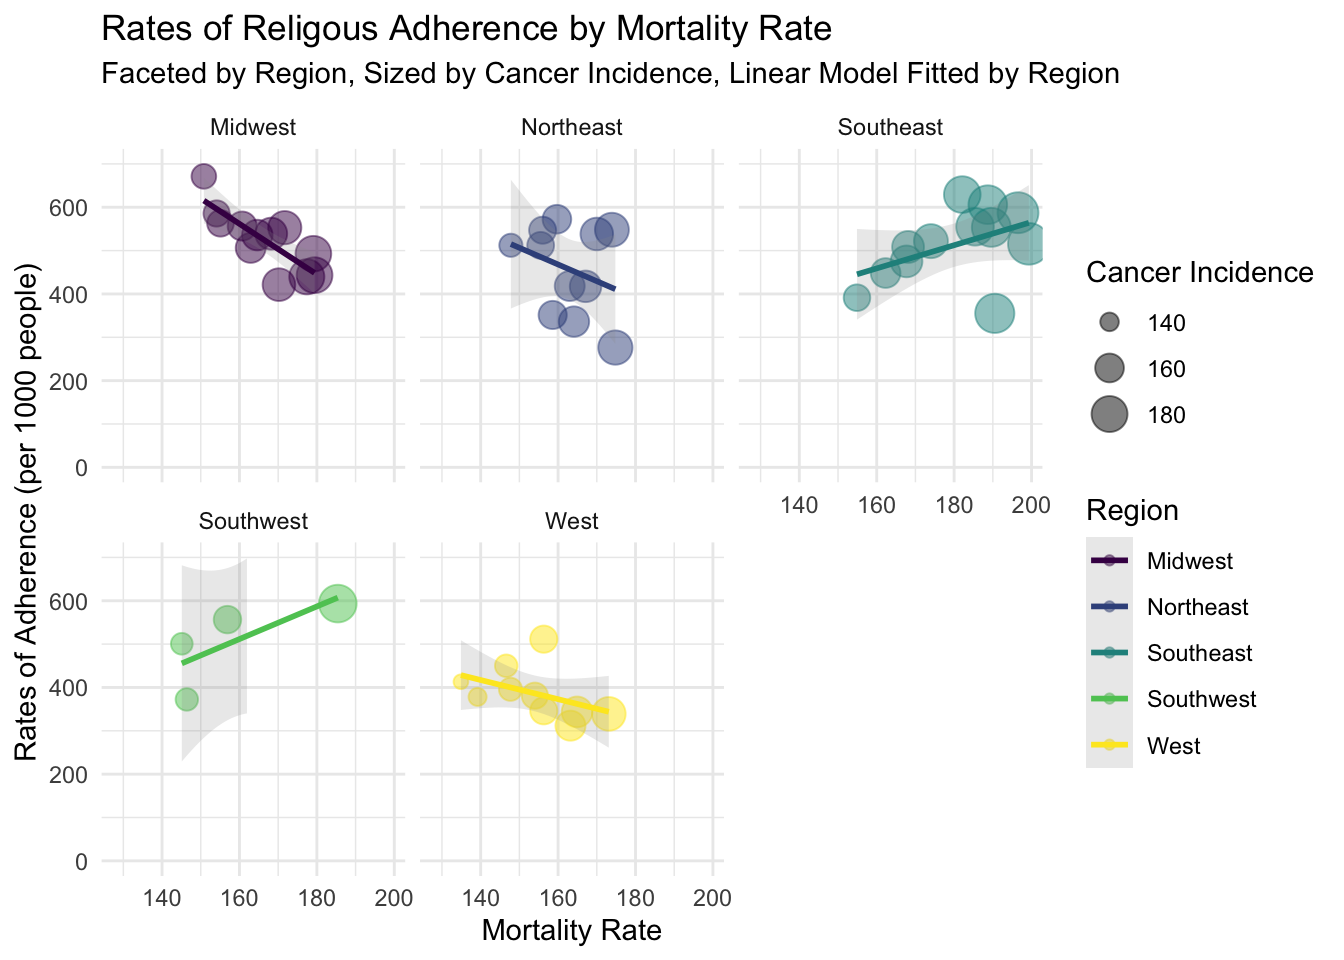 Rates of Religous Adherence by Mortality Rate
Faceted by Region, Sized by Cancer Incidence, Linear Model Fitted by Region
Midwest
Northeast
Southeast
600
400
200
0
140 160 180 200
Southwest
West
600
400
200
0
140 160 180 200
140 160 180 200
Mortality Rate
Rates of Adherence (per 1000 people)
Cancer Incidence
140
160
180
Region
Midwest
Northeast
Southeast
Southwest
West